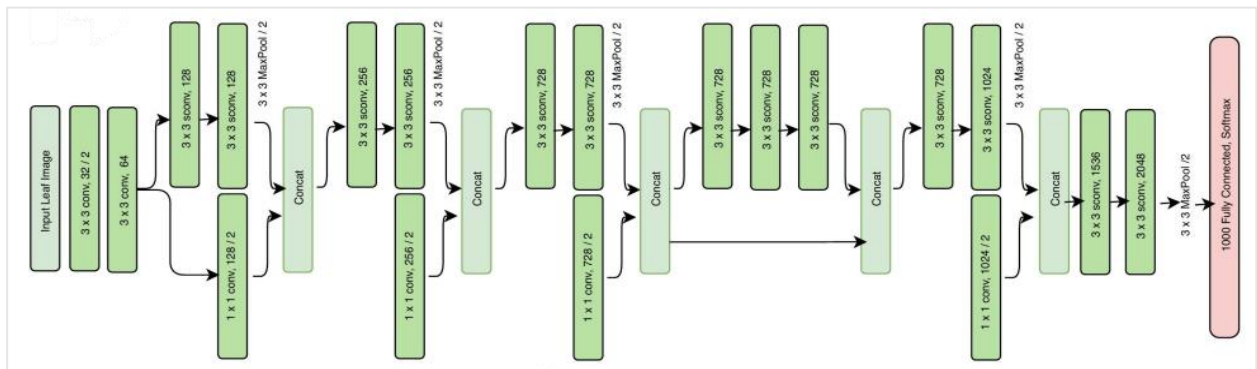 Input Leaf Image
3 x 3 conv, 32 / 2
3 x 3 conv, 64
3 x 3 sconv, 128
3 x 3 sconv, 128
3 x 3 MaxPool / 2
1 x 1 conv, 128 / 2
Concat
3 x 3 sconv, 256
3 x 3 sconv, 256
3 x 3 MaxPool / 2
1 x 1 conv, 256 / 2
Concat
3 x 3 sconv, 728
3 x 3 sconv, 728
3 x 3 MaxPool / 2
1 x 1 conv, 728 / 2
Concat
3 x 3 sconv, 728
3 x 3 sconv, 728
3 x 3 sconv, 728
Concat
3 x 3 sconv, 728
3 x 3 sconv, 1024
3 x 3 MaxPool / 2
1 x 1 conv, 1024 / 2
Concat
3 x 3 sconv, 1536
3 x 3 sconv, 2048
3 x 3 MaxPool /2
1000 Fully Connected, Softmax